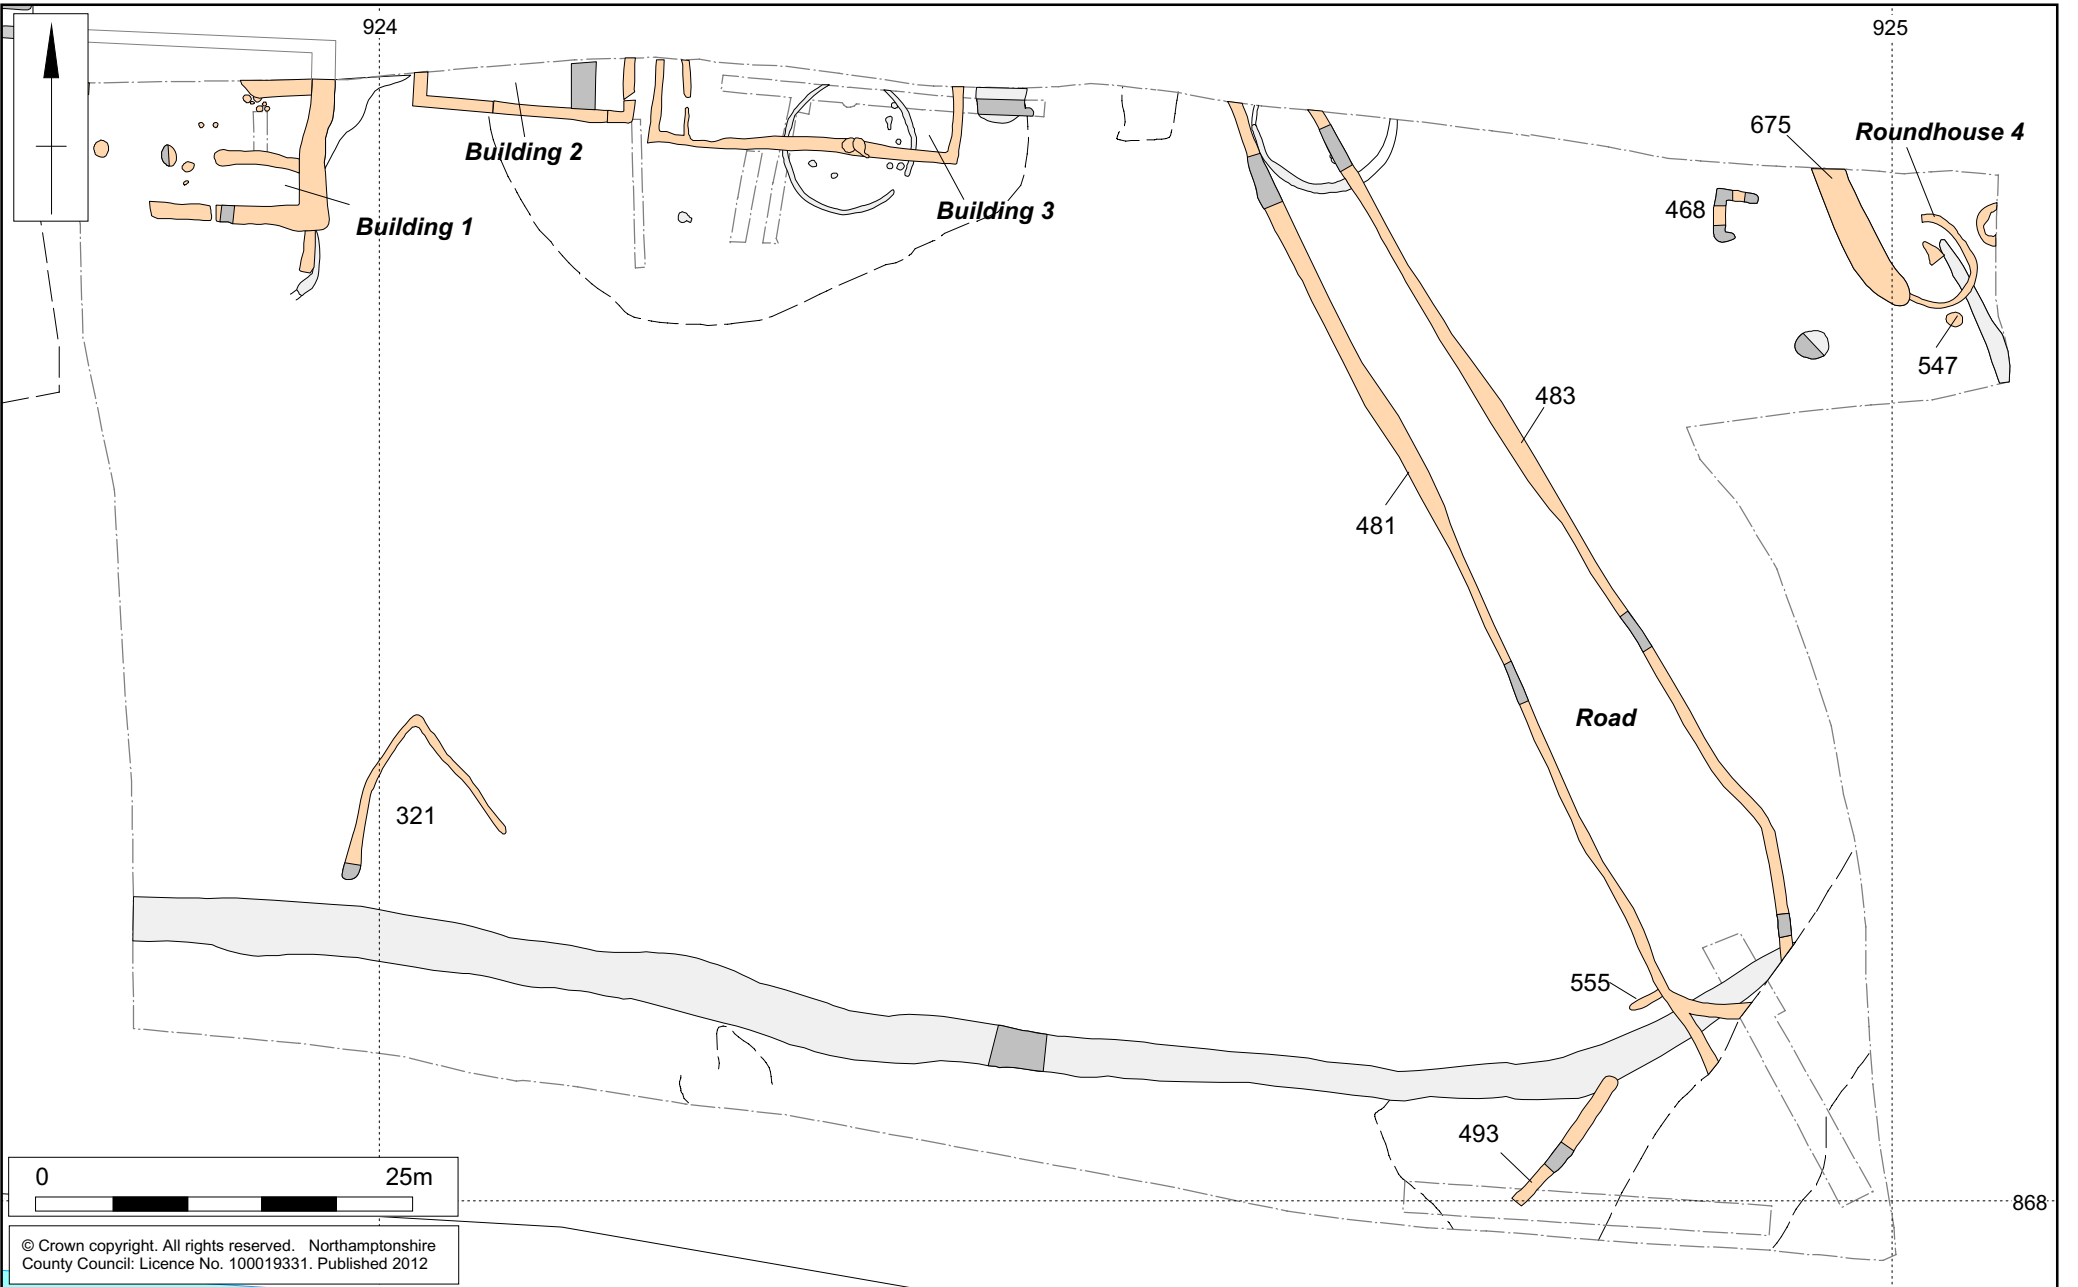 924
925
675
Roundhouse 4
Building 2
468
Building 3
Building 1
547
483
481
Road
321
555
493
0 25m
868
© Crown copyright. All rights reserved. Northamptonshire
County Council: Licence No. 100019331. Published 2012